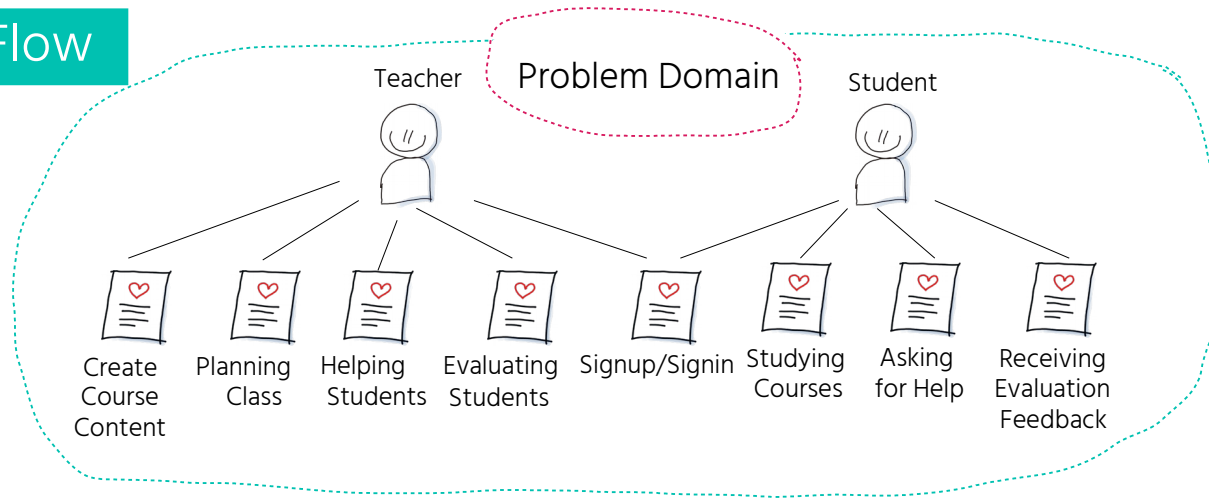 Flow
Problem Domain
Teacher
Student
Create
Course
Content
Planning
Class
Helping
Students
Evaluating
Students
Signup/Signin
Studying
Courses
Asking
for Help
Receiving
Evaluation
Feedback